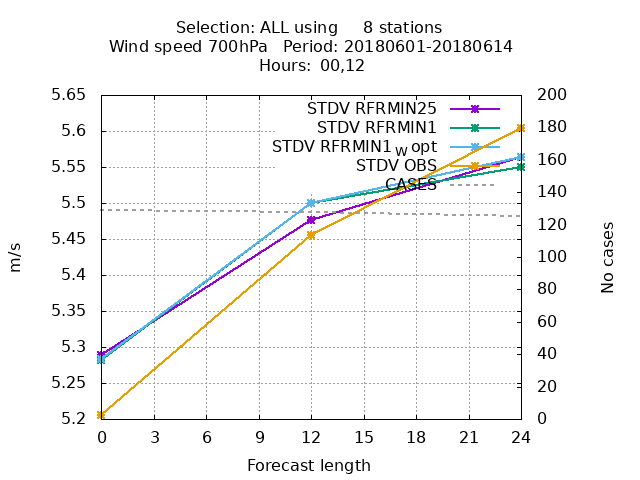 Selection: ALL using 8 stations
Wind speed 700hPa Period: 20180601-20180614
Hours: 00,12
5.65
5.6
5.55
5.5
5.45
5.4
5.35
5.3
5.25
5.2
m/s
200
180
160
140
120
100
80
60
40
20
0
No cases
STDV RFRMIN25
STDV RFRMIN1
STDV RFRMIN1w opt
STDV OBS
CASES
0 3 6 9 12 15 18 21 24
Forecast length